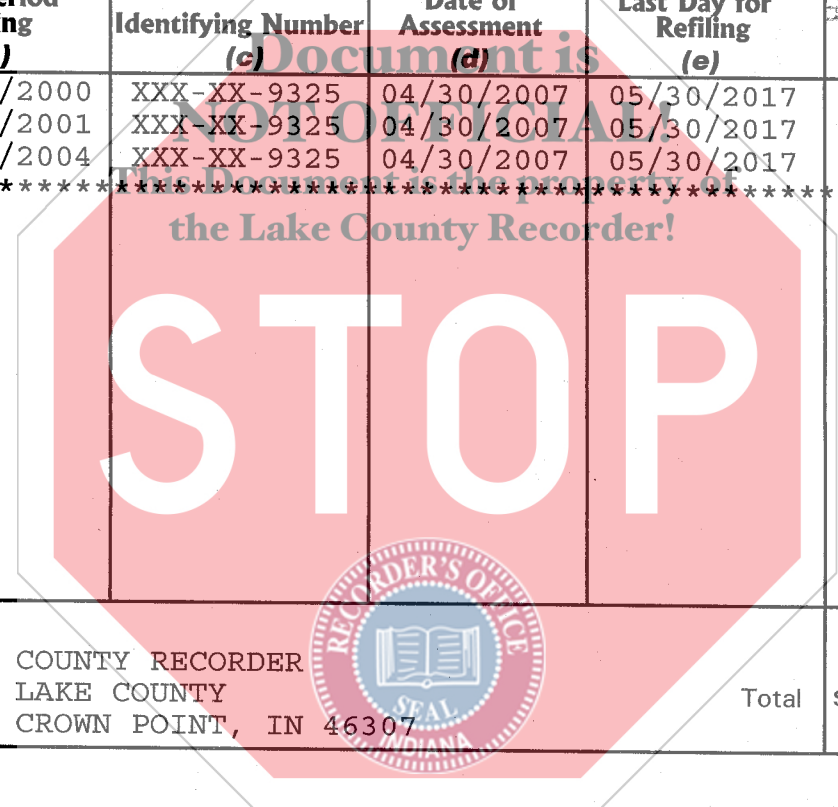 Date of Last Day for
ng Identifying Number Assessment Refiling
) (c) (d) (e)
Document is
/2000 XXX-XX-9325 04/30/2007 05/30/2017
NOT OFFICIAL!
/2001 XXX-XX-9325 04/30/2007 05/30/2017
/2004 XXX-XX-9325 04/30/2007 05/30/2017
This Document is the property of
the Lake County Recorder!
STOP
RECORDER'S OFFICE
SEAL
INDIANA
COUNTY RECORDER
LAKE COUNTY Total
CROWN POINT, IN 46307